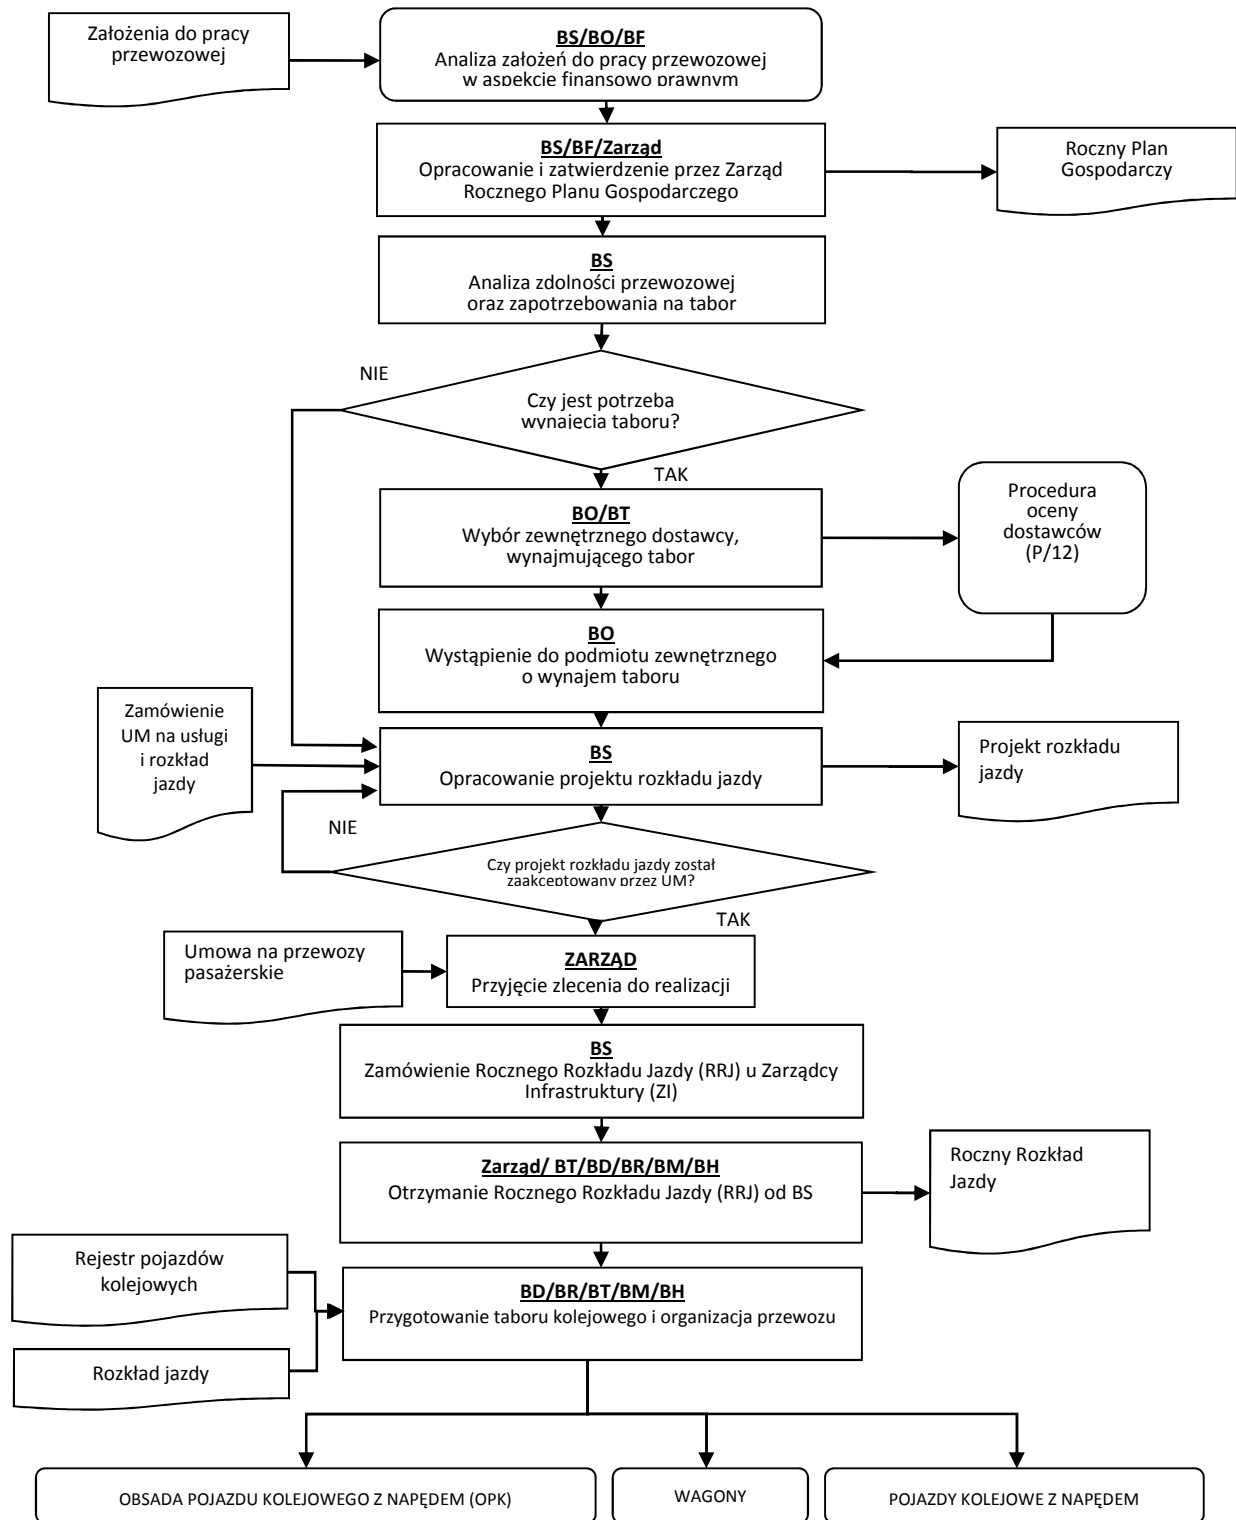 Założenia do pracy
przewozowej
BS/BO/BF
Analiza założeń do pracy przewozowej
w aspekcie finansowo prawnym
BS/BF/Zarząd
Opracowanie i zatwierdzenie przez Zarząd
Rocznego Planu Gospodarczego
Roczny Plan
Gospodarczy
BS
Analiza zdolności przewozowej
oraz zapotrzebowania na tabor
NIE
Czy jest potrzeba
wynajęcia taboru?
TAK
BO/BT
Wybór zewnętrznego dostawcy,
wynajmującego tabor
Procedura
oceny
dostawców
(P/12)
BO
Wystąpienie do podmiotu zewnętrznego
o wynajem taboru
Zamówienie
UM na usługi
i rozkład
jazdy
BS
Opracowanie projektu rozkładu jazdy
Projekt rozkładu
jazdy
NIE
Czy projekt rozkładu jazdy został
zaakceptowany przez UM?
TAK
Umowa na przewozy
pasażerskie
ZARZĄD
Przyjęcie zlecenia do realizacji
BS
Zamówienie Rocznego Rozkładu Jazdy (RRJ) u Zarządcy
Infrastruktury (ZI)
Zarząd/ BT/BD/BR/BM/BH
Otrzymanie Rocznego Rozkładu Jazdy (RRJ) od BS
Roczny Rozkład
Jazdy
Rejestr pojazdów
kolejowych
BD/BR/BT/BM/BH
Przygotowanie taboru kolejowego i organizacja przewozu
Rozkład jazdy
OBSADA POJAZDU KOLEJOWEGO Z NAPĘDEM (OPK)
WAGONY
POJAZDY KOLEJOWE Z NAPĘDEM